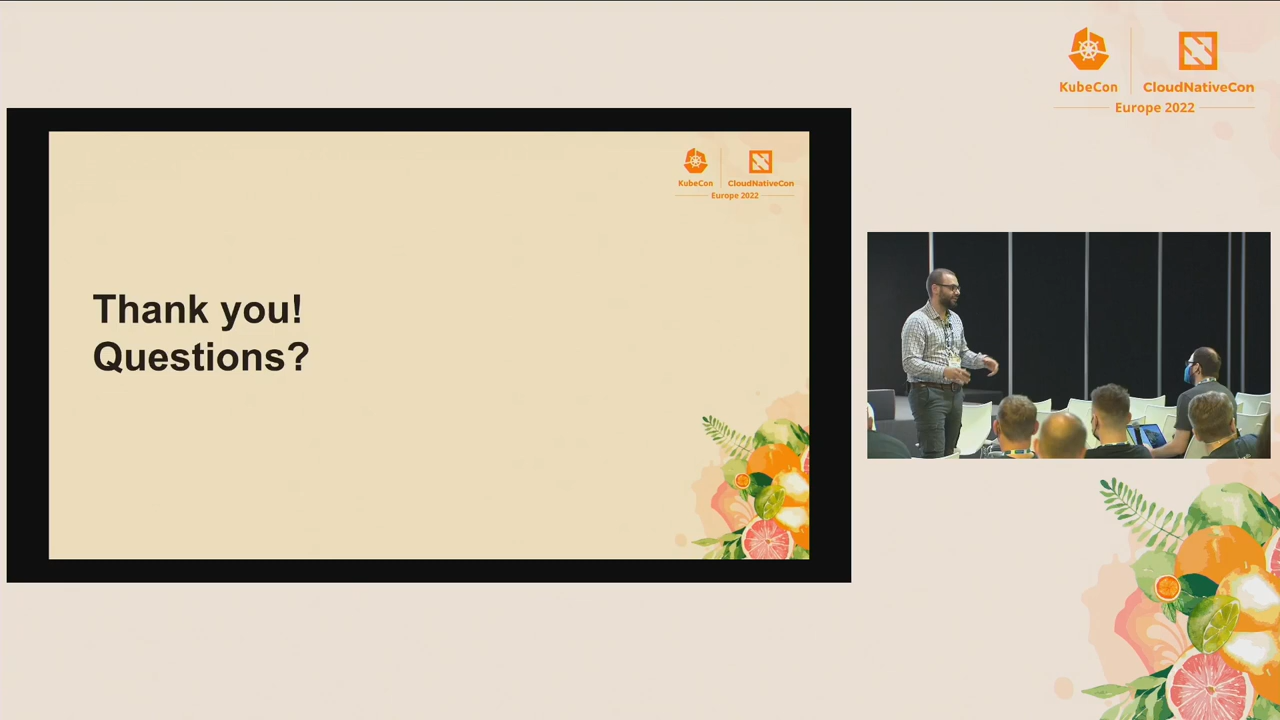 KubeCon
CloudNativeCon
Europe 2022
KubeCon
CloudNativeCon
Europe 2022
Thank you!
Questions?